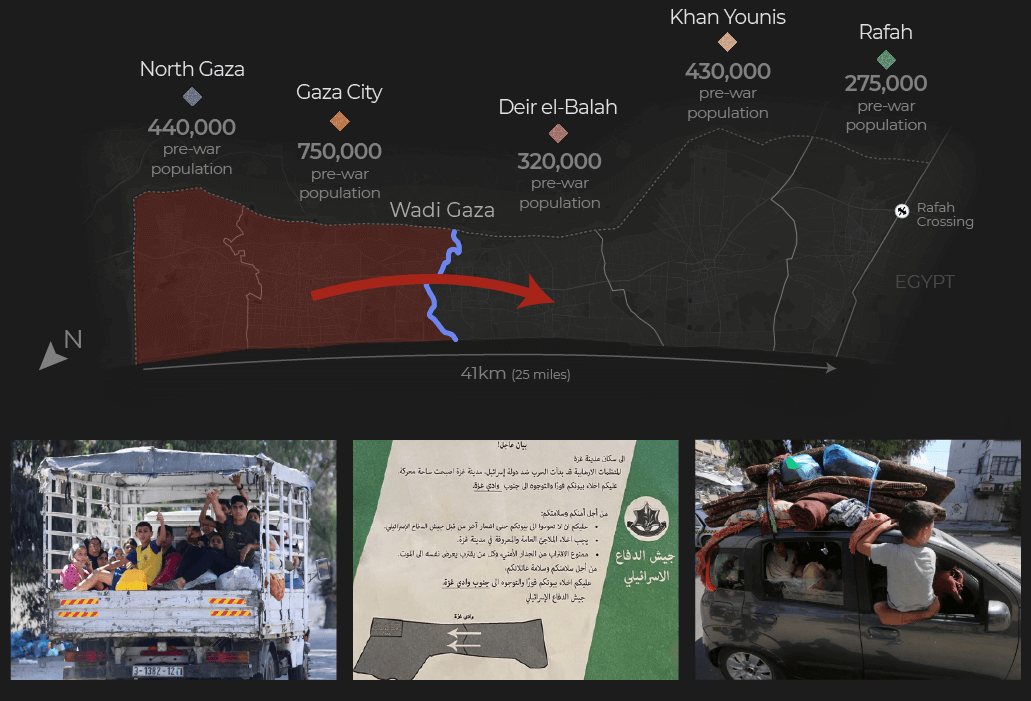 Khan Younis
430,000
pre-war
population
Rafah
275,000
pre-war
population
North Gaza
440,000
pre-war
population
Gaza City
750,000
pre-war
population
Deir el-Balah
320,000
pre-war
population
Wadi Gaza
Rafah
Crossing
EGYPT
N
41km (25 miles)
بيان عاجل!
الى سكان مدينة غزة
المنظمات الارهابية قد بدأت الحرب ضد دولة إسرائيل. مدينة غزة اصبحت ساحة معركة.
عليكم اخلاء بيوتكم فورًا والتوجه الى جنوب وادي غزة.
من أجل أمنكم وسلامتكم:
عليكم ان لا تعودوا الى بيوتكم حتى اشعار آخر من قبل جيش الدفاع الإسرائيلي.
يجب اخلاء الملاجئ العامة والمعروفة في مدينة غزة.
ممنوع الاقتراب من الجدار الأمني، وكل من يقترب يعرض نفسه الى الموت.
من أجل سلامتكم وسلامة عائلاتكم،
عليكم اخلاء بيوتكم فورًا والتوجه الى جنوب وادي غزة.
جيش الدفاع الإسرائيلي
جيش الدفاع
الاسرائيلي
وادي غزة